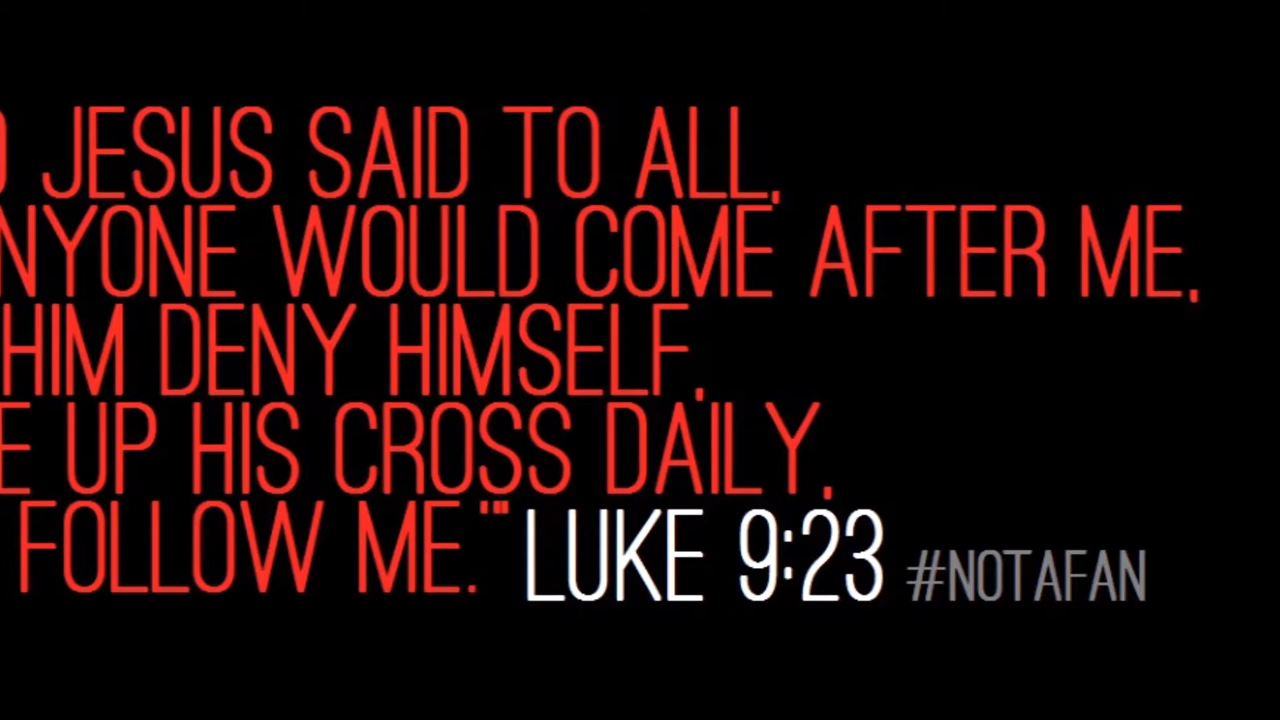 JESUS SAID TO ALL,
NYONE WOULD COME AFTER ME,
HIM DENY HIMSELF,
E UP HIS CROSS DAILY,
FOLLOW ME.'" LUKE 9:23 #NOTAFAN